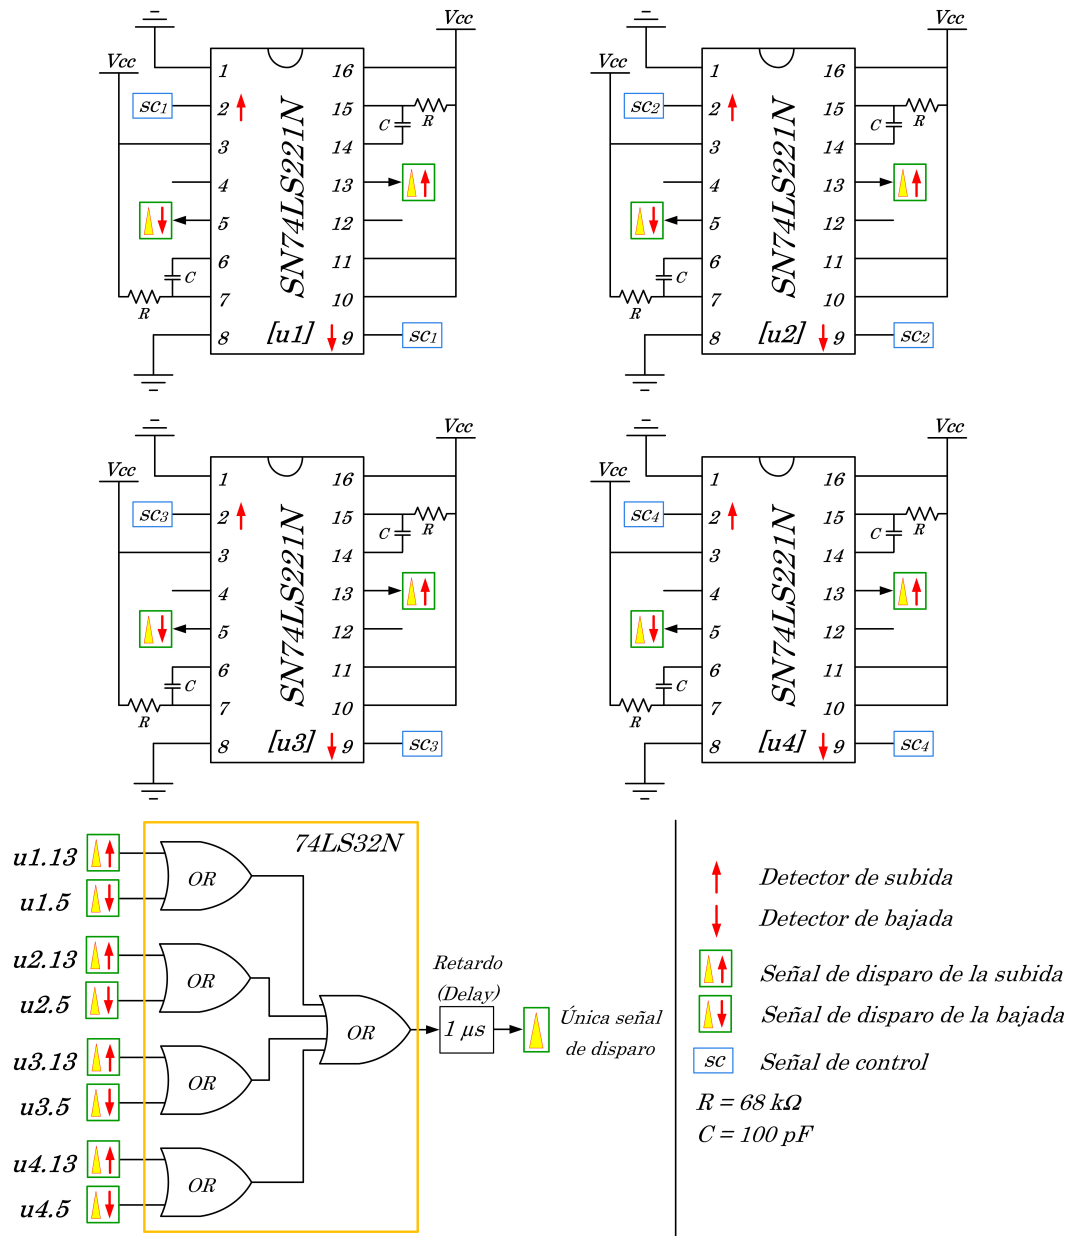 Vcc
Vcc
1
2
3
4
5
6
7
8
16
15
14
13
12
11
10
9
sc1
C
R
C
R
SN74LS221N
[u1]
sc1
Vcc
Vcc
1
2
3
4
5
6
7
8
16
15
14
13
12
11
10
9
sc2
C
R
C
R
SN74LS221N
[u2]
sc2
Vcc
Vcc
1
2
3
4
5
6
7
8
16
15
14
13
12
11
10
9
sc3
C
R
C
R
SN74LS221N
[u3]
sc3
Vcc
Vcc
1
2
3
4
5
6
7
8
16
15
14
13
12
11
10
9
sc4
C
R
C
R
SN74LS221N
[u4]
sc4
74LS32N
u1.13
u1.5
OR
u2.13
u2.5
OR
u3.13
u3.5
OR
u4.13
u4.5
OR
OR
Retardo
(Delay)
1 μs
Única señal
de disparo
Detector de subida
Detector de bajada
Señal de disparo de la subida
Señal de disparo de la bajada
sc Señal de control
R = 68 kΩ
C = 100 pF